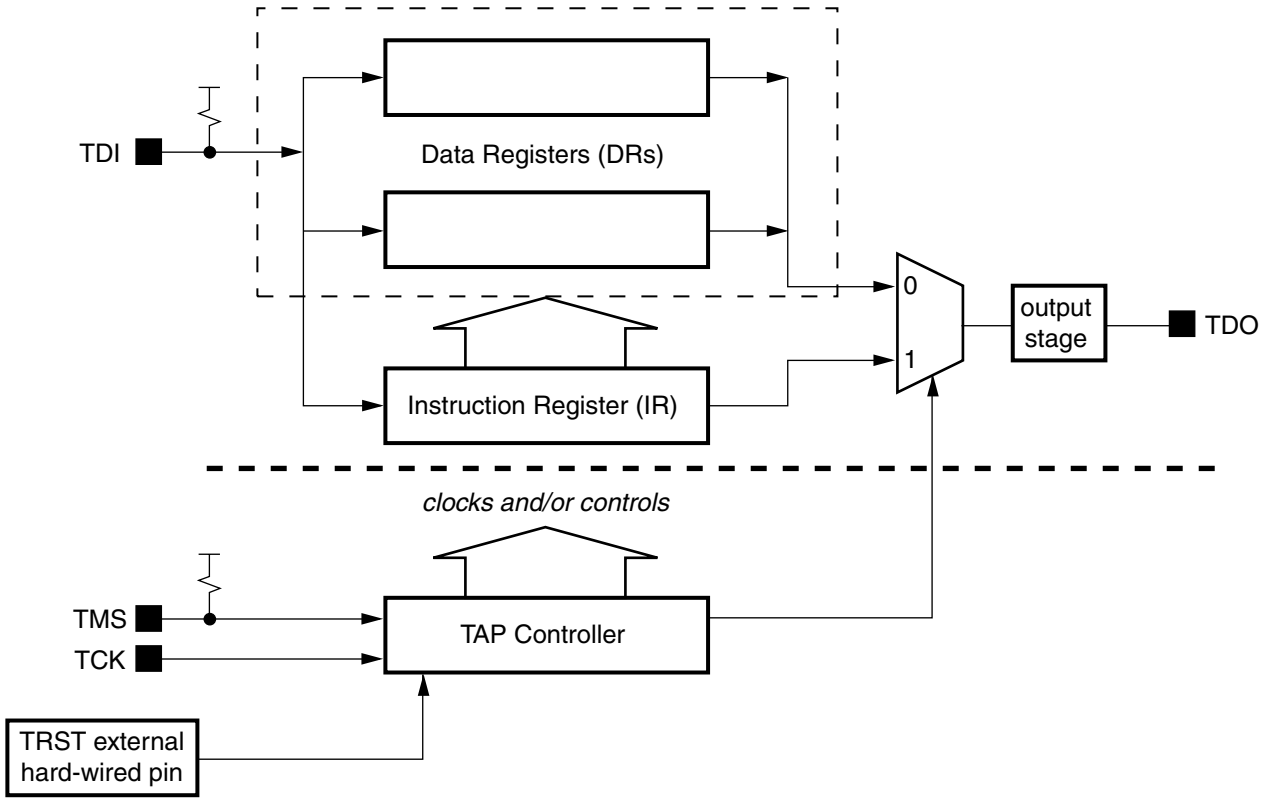 TDI
Data Registers (DRs)
0
output
stage
TDO
1
Instruction Register (IR)
clocks and/or controls
TMS
TAP Controller
TCK
TRST external
hard-wired pin